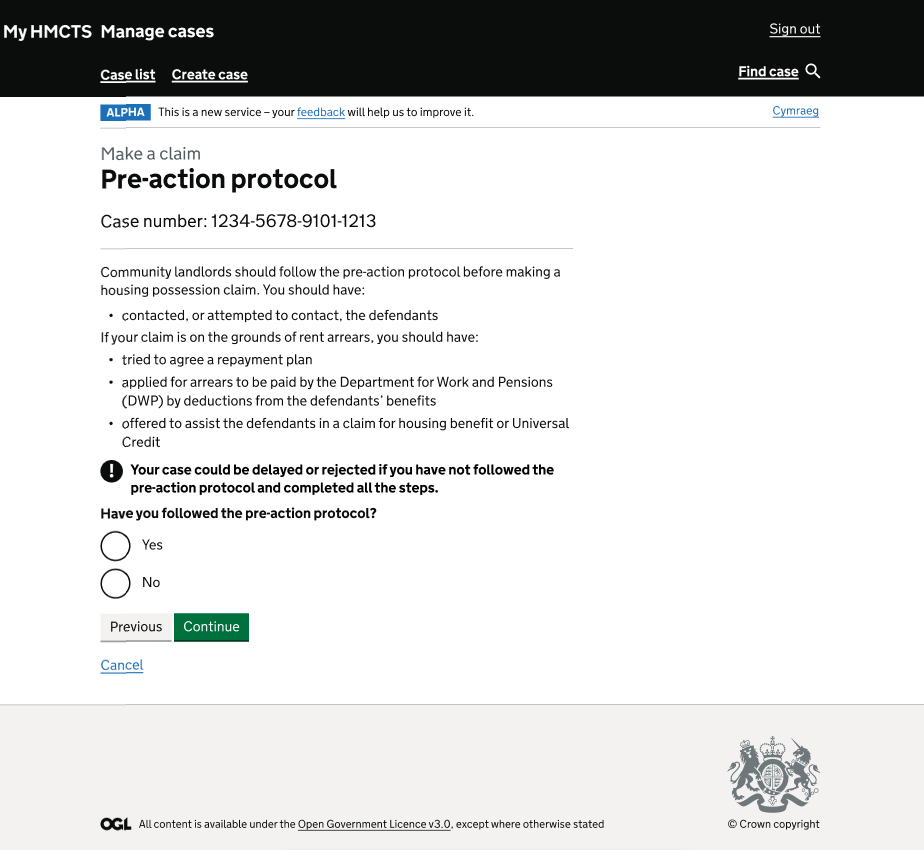 My HMCTS Manage cases
Sign out
Case list Create case
Find case
ALPHA This is a new service – your feedback will help us to improve it.
Cymraeg
Make a claim
Pre-action protocol
Case number: 1234-5678-9101-1213
Community landlords should follow the pre-action protocol before making a
housing possession claim. You should have:
• contacted, or attempted to contact, the defendants
If your claim is on the grounds of rent arrears, you should have:
• tried to agree a repayment plan
• applied for arrears to be paid by the Department for Work and Pensions
(DWP) by deductions from the defendants’ benefits
• offered to assist the defendants in a claim for housing benefit or Universal
Credit
! Your case could be delayed or rejected if you have not followed the
pre-action protocol and completed all the steps.
Have you followed the pre-action protocol?
Yes
No
Previous Continue
Cancel
OGL All content is available under the Open Government Licence v3.0, except where otherwise stated
© Crown copyright